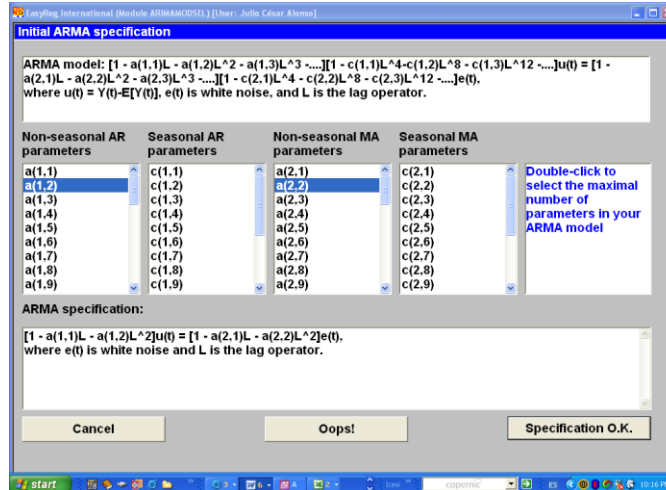 EasyReg International (Module ARIMAMODSEL) [User: Julio César Alonso]
Initial ARMA specification
ARMA model: [1 - a(1,1)L - a(1,2)L^2 - a(1,3)L^3 -....][1 - c(1,1)L^4-c(1,2)L^8 - c(1,3)L^12 -....]u(t) = [1 -
a(2,1)L - a(2,2)L^2 - a(2,3)L^3 -....][1 - c(2,1)L^4 - c(2,2)L^8 - c(2,3)L^12 -....]e(t),
where u(t) = Y(t)-E[Y(t)], e(t) is white noise, and L is the lag operator.
Non-seasonal AR Seasonal AR Non-seasonal MA Seasonal MA
parameters parameters parameters parameters
a(1,1) c(1,1) a(2,1) c(2,1) Double-click to
a(1,2) c(1,2) a(2,2) c(2,2) select the maximal
a(1,3) c(1,3) a(2,3) c(2,3) number of
a(1,4) c(1,4) a(2,4) c(2,4) parameters in your
a(1,5) c(1,5) a(2,5) c(2,5) ARMA model
a(1,6) c(1,6) a(2,6) c(2,6)
a(1,7) c(1,7) a(2,7) c(2,7)
a(1,8) c(1,8) a(2,8) c(2,8)
a(1,9) c(1,9) a(2,9) c(2,9)
ARMA specification:
[1 - a(1,1)L - a(1,2)L^2]u(t) = [1 - a(2,1)L - a(2,2)L^2]e(t),
where e(t) is white noise and L is the lag operator.
Cancel Oops! Specification O.K.
start copernic ES 10:16 PM